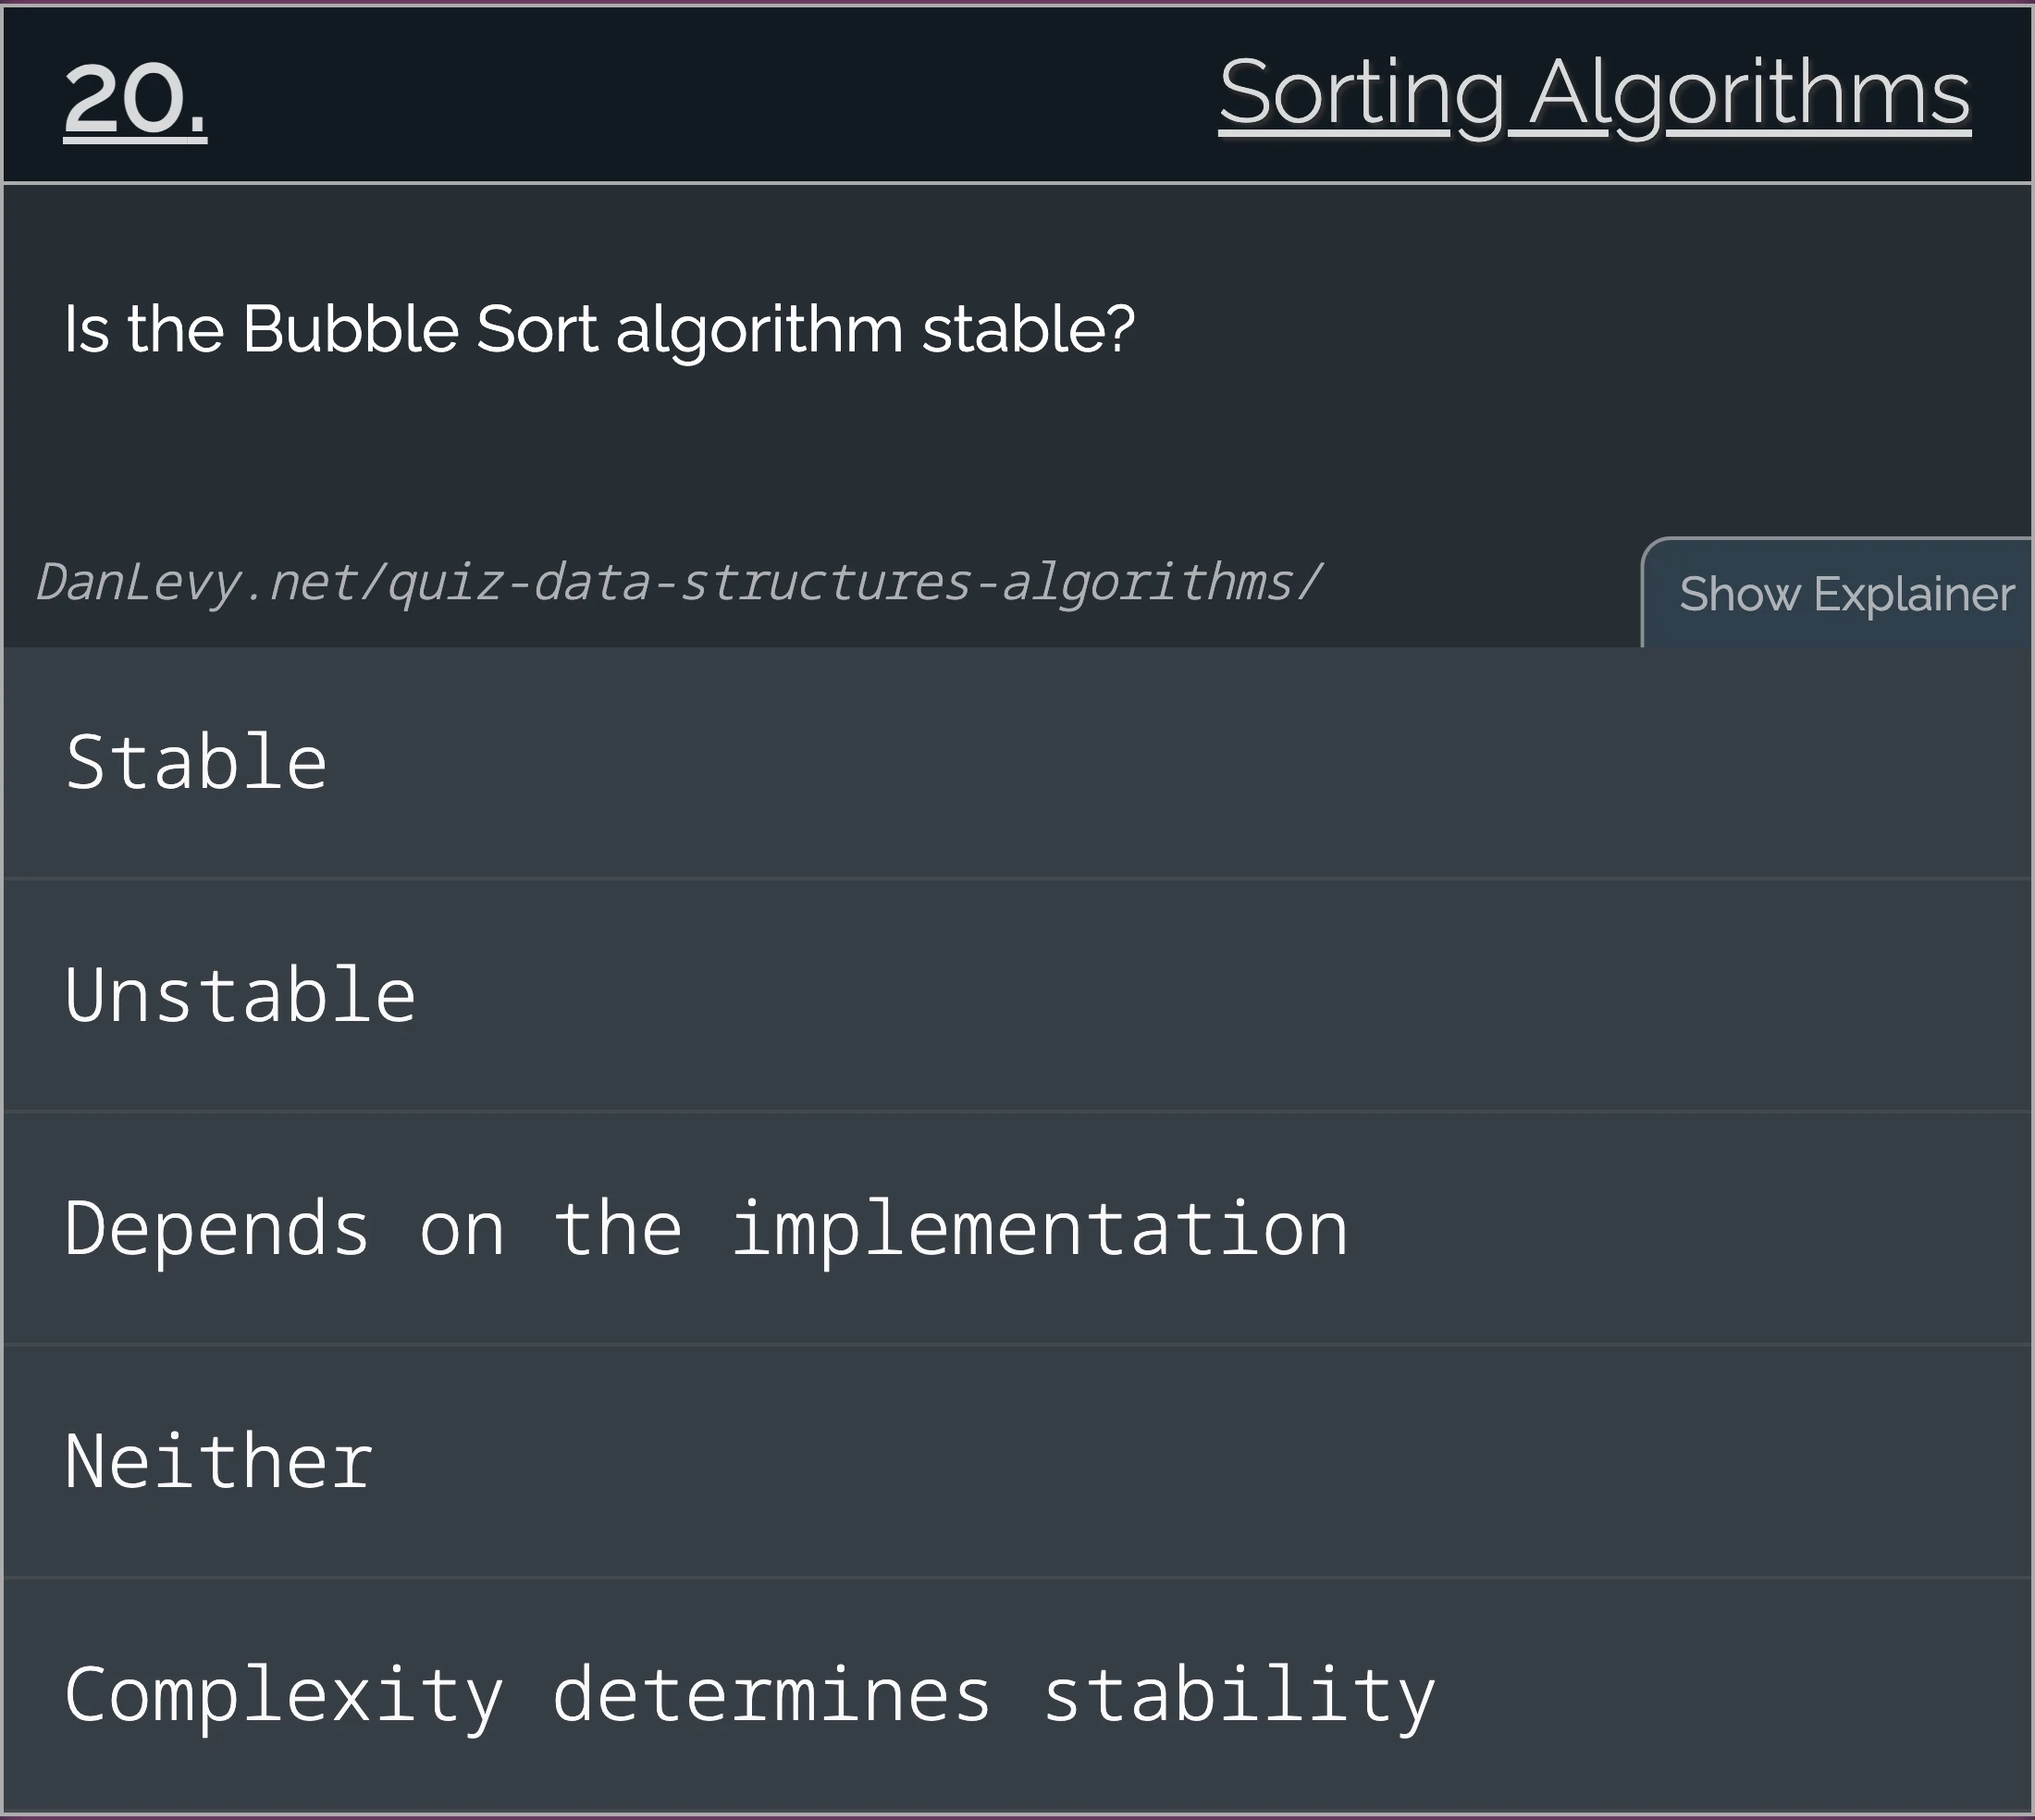 20.
Sorting Algorithms
Is the Bubble Sort algorithm stable?
DanLevy.net/quiz-data-structures-algorithms/
Show Explainer
Stable
Unstable
Depends on the implementation
Neither
Complexity determines stability